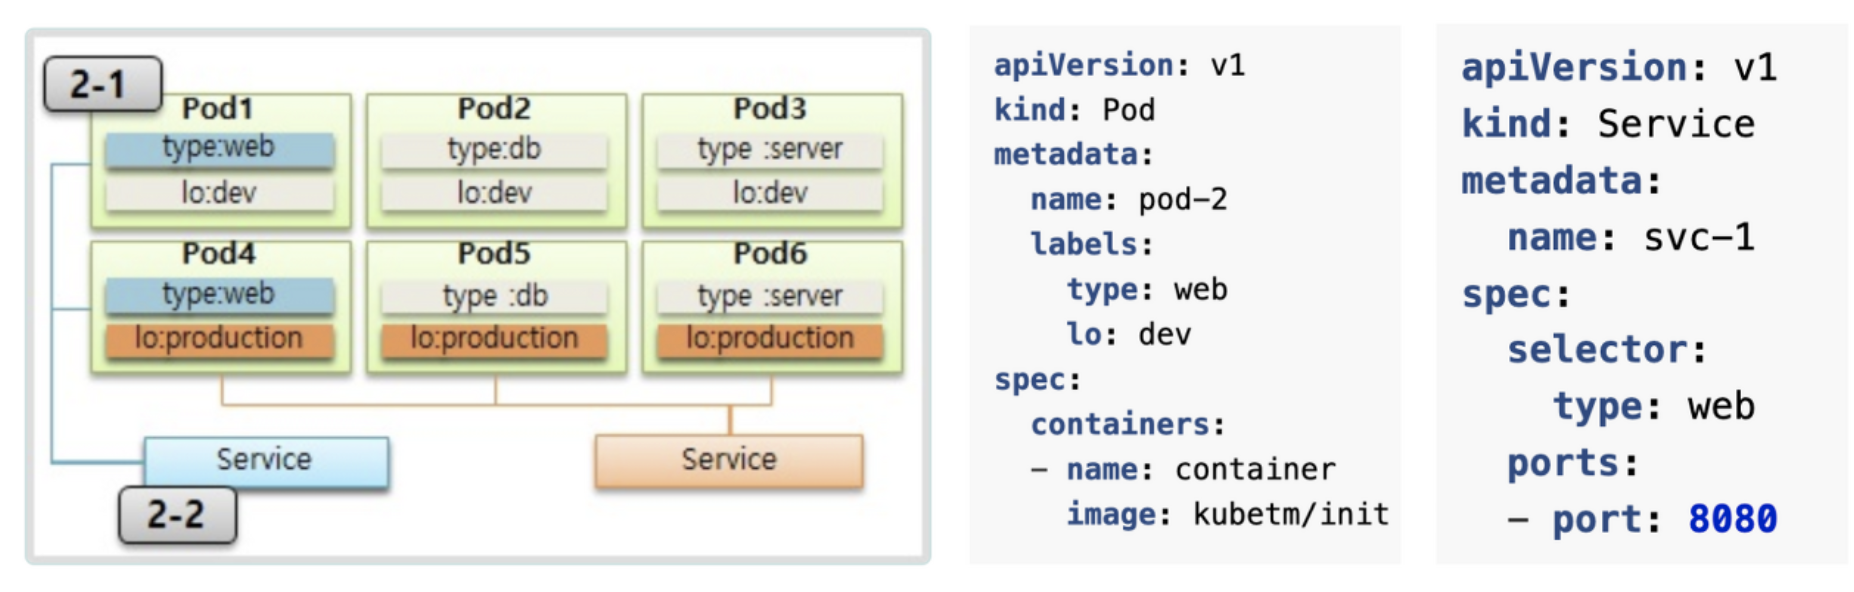 2-1
Pod1
type:web
lo:dev
Pod2
type:db
lo:dev
Pod3
type :server
lo:dev
Pod4
type:web
lo:production
Pod5
type :db
lo:production
Pod6
type :server
lo:production
Service
2-2
Service
apiVersion: v1
kind: Pod
metadata:
  name: pod-2
  labels:
    type: web
    lo: dev
spec:
  containers:
  - name: container
    image: kubetm/init
apiVersion: v1
kind: Service
metadata:
  name: svc-1
spec:
  selector:
    type: web
  ports:
  - port: 8080